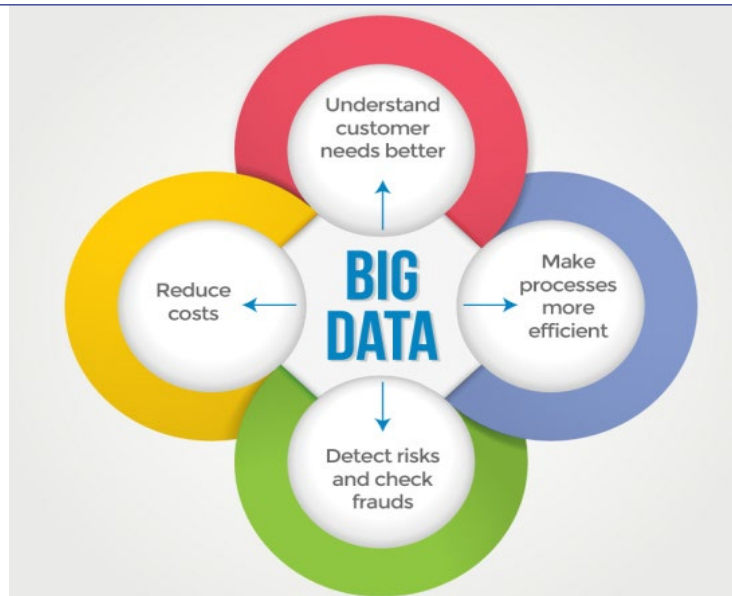 Understand
customer
needs better
Reduce
costs
BIG
DATA
Make
processes
more
efficient
Detect risks
and check
frauds